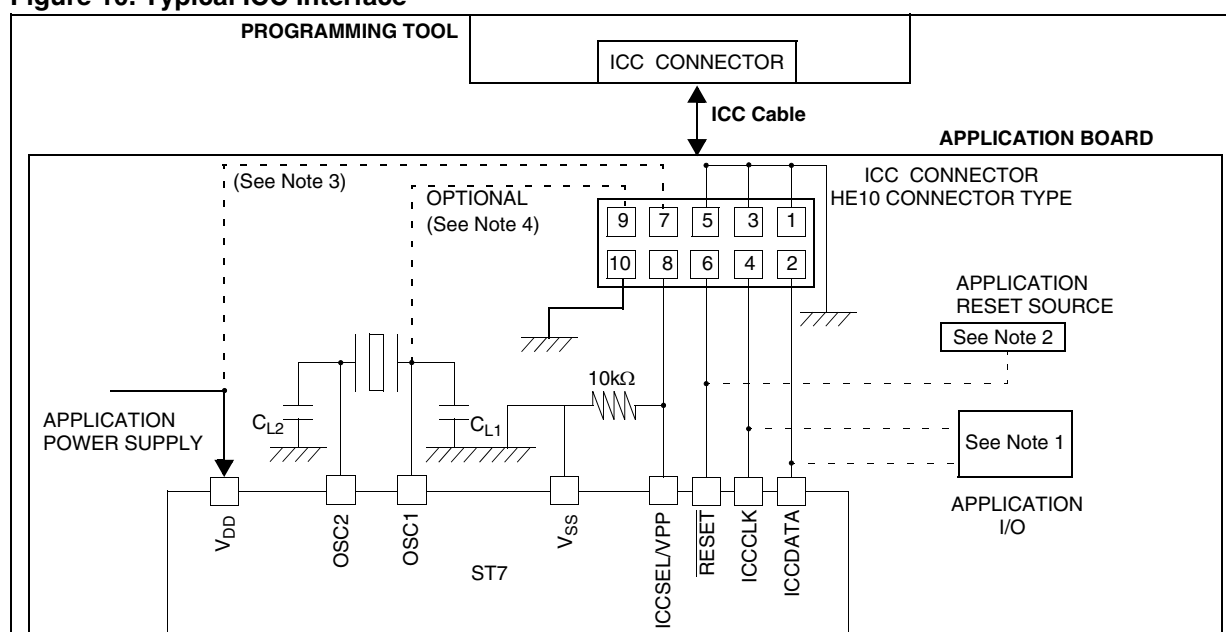 Figure 10. Typical ICC Interface
PROGRAMMING TOOL
ICC CONNECTOR
ICC Cable
APPLICATION BOARD
(See Note 3)
OPTIONAL
(See Note 4)
ICC CONNECTOR
HE10 CONNECTOR TYPE
9 7 5 3 1
10 8 6 4 2
APPLICATION
RESET SOURCE
See Note 2
10kΩ
APPLICATION
POWER SUPPLY
CL2
CL1
See Note 1
APPLICATION
I/O
VDD
OSC2
OSC1
VSS
ICCSEL/VPP
RESET
ICCCLK
ICCDATA
ST7